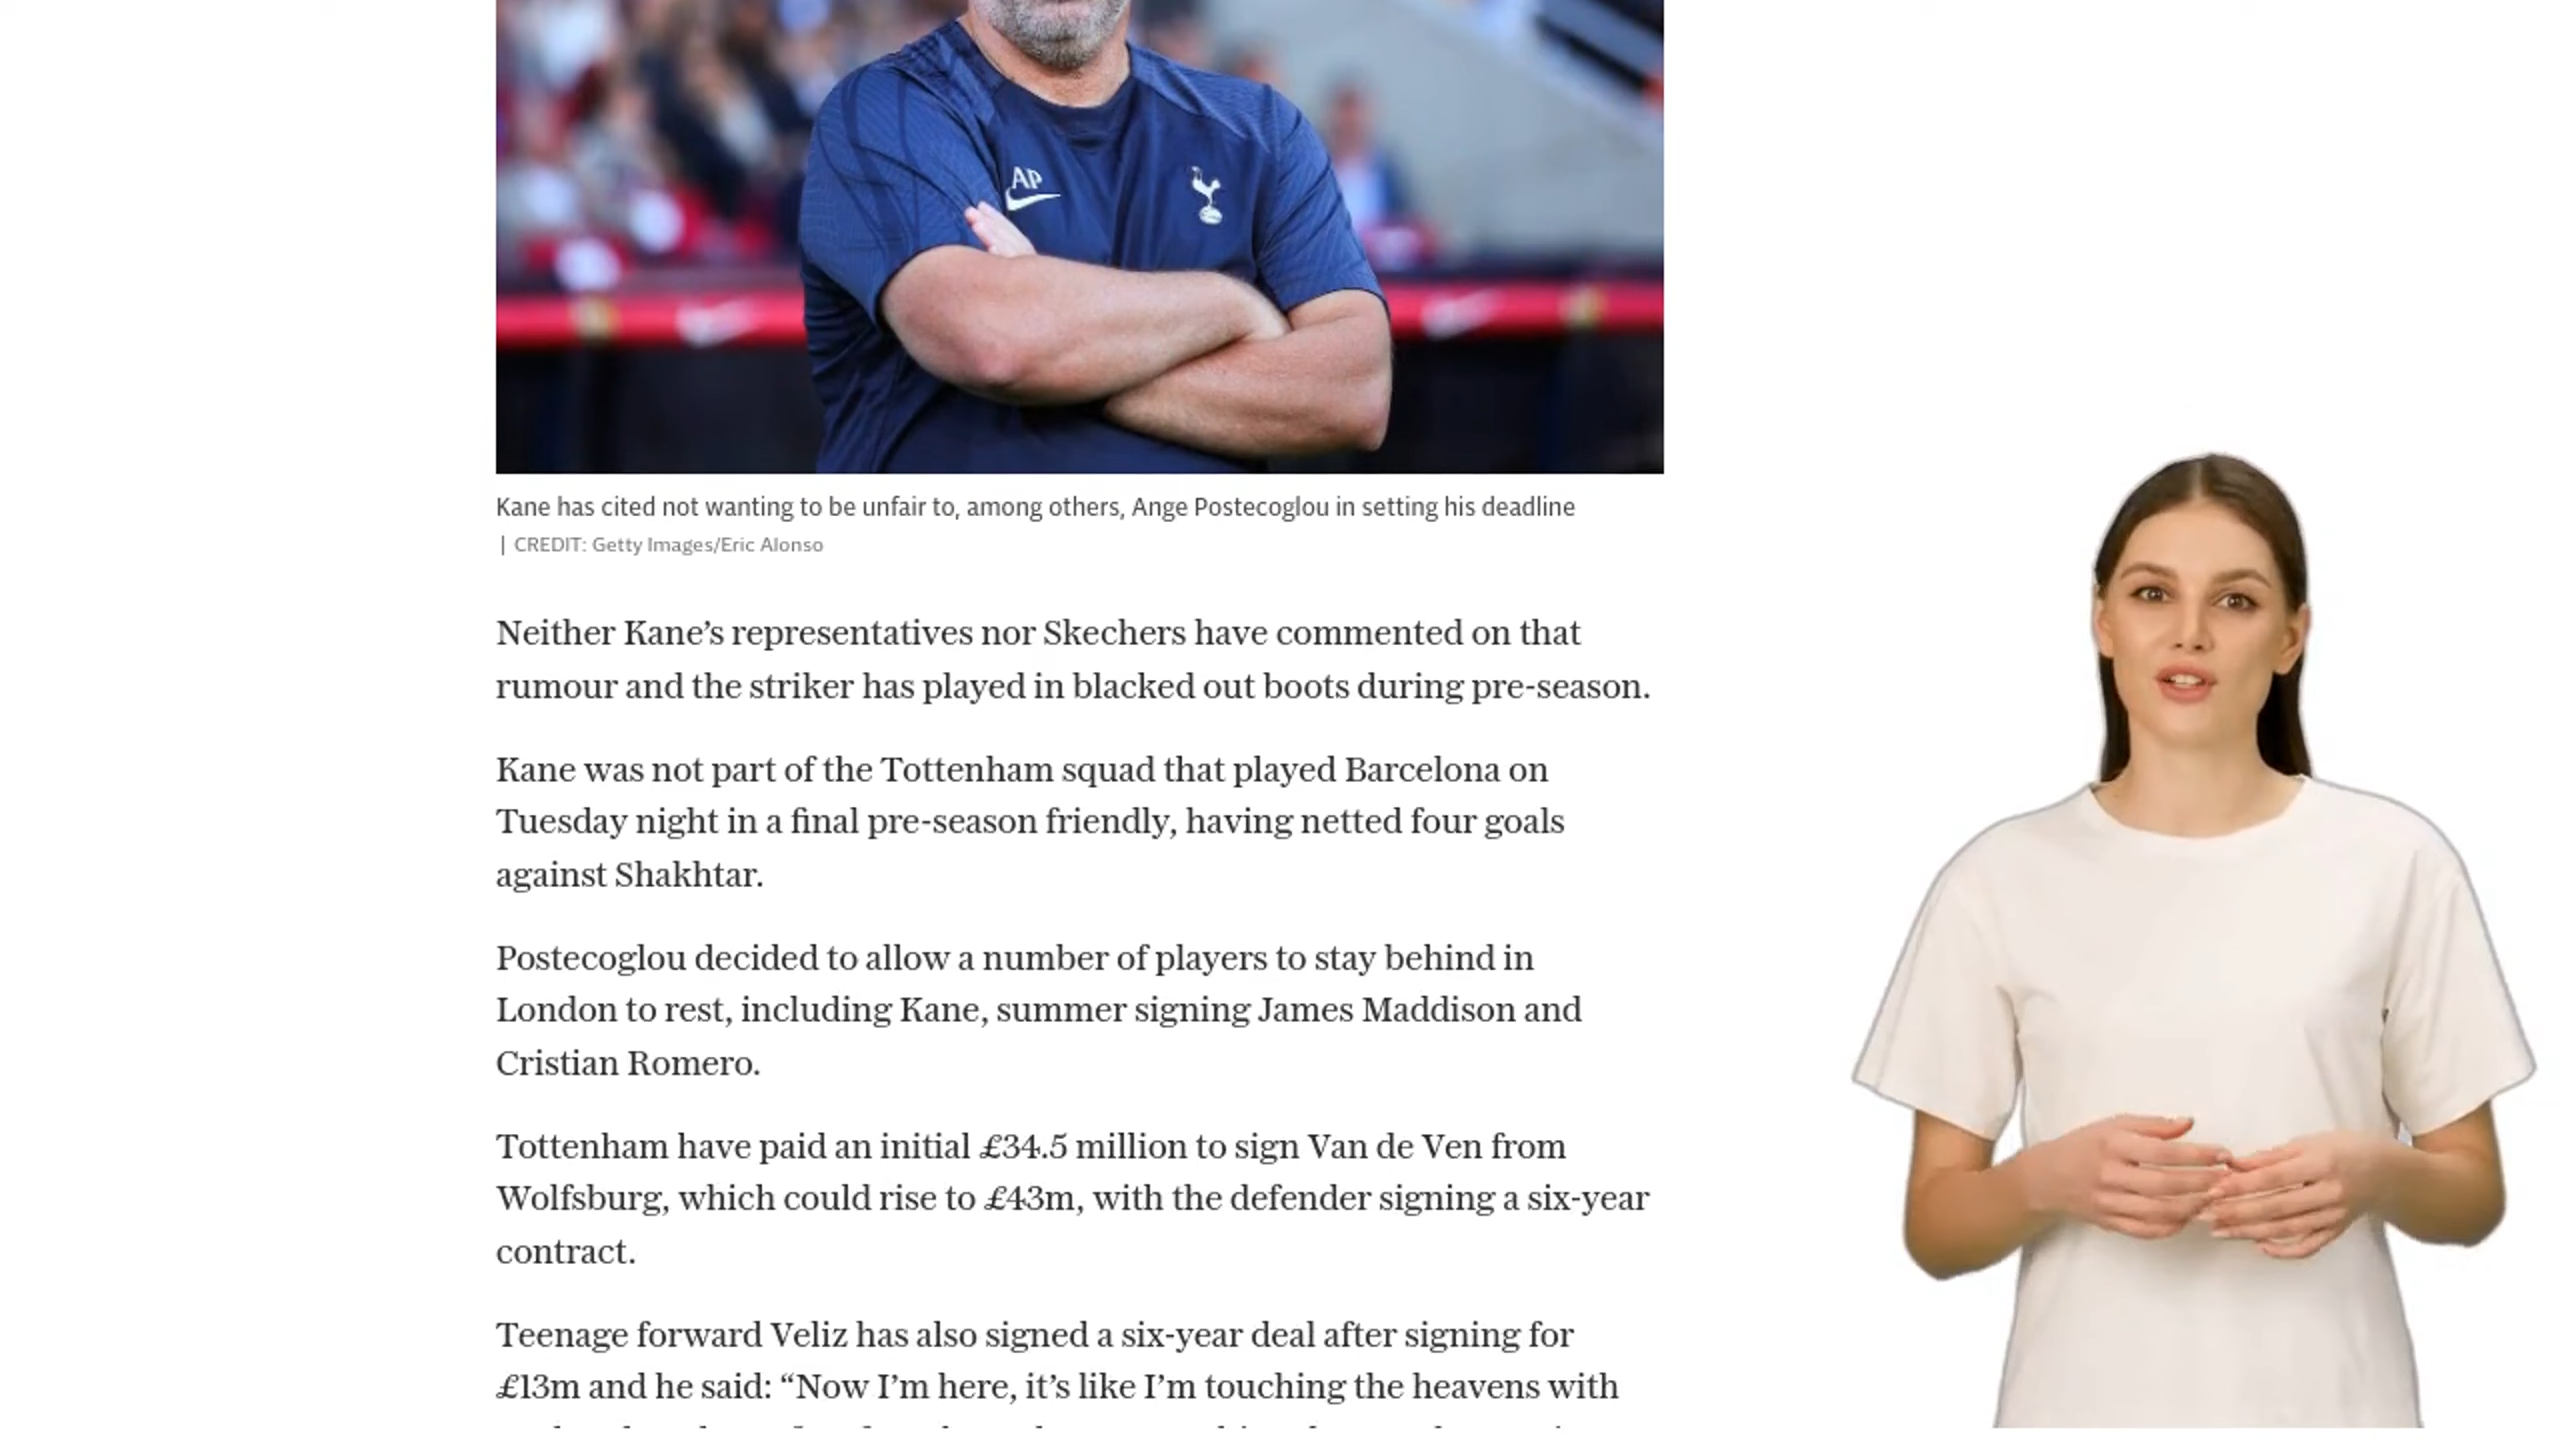 AP
Kane has cited not wanting to be unfair to, among others, Ange Postecoglou in setting his deadline
| CREDIT: Getty Images/Eric Alonso
Neither Kane’s representatives nor Skechers have commented on that
rumour and the striker has played in blacked out boots during pre-season.
Kane was not part of the Tottenham squad that played Barcelona on
Tuesday night in a final pre-season friendly, having netted four goals
against Shakhtar.
Postecoglou decided to allow a number of players to stay behind in
London to rest, including Kane, summer signing James Maddison and
Cristian Romero.
Tottenham have paid an initial £34.5 million to sign Van de Ven from
Wolfsburg, which could rise to £43m, with the defender signing a six-year
contract.
Teenage forward Veliz has also signed a six-year deal after signing for
£13m and he said: “Now I’m here, it’s like I’m touching the heavens with